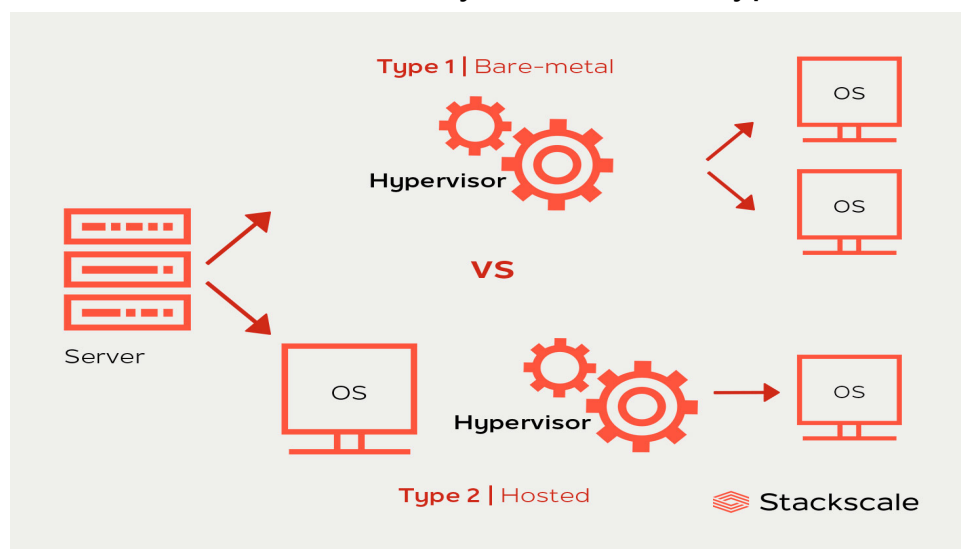 Type 1 | Bare-metal
Hypervisor
OS
OS
vs
Server
OS
Hypervisor
OS
Type 2 | Hosted
Stackscale